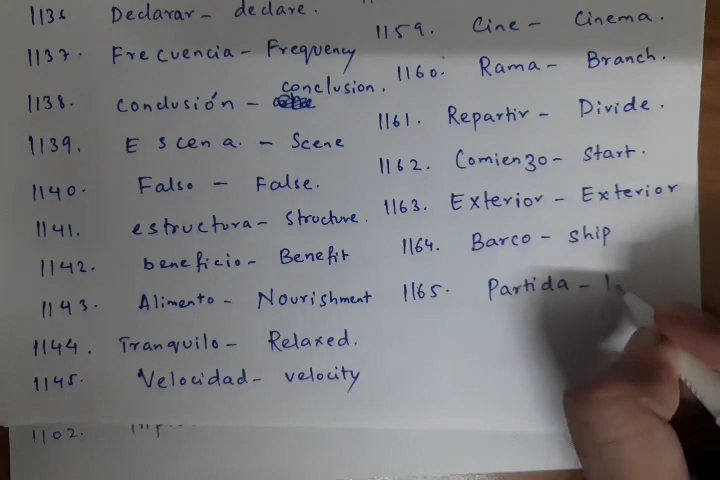 1136 Declarar - declare.
1137. Frecuencia - Frequency
1138. Conclusión - conclusion.
1139. Escena. - Scene
1140. Falso - False.
1141. estructura - Structure.
1142. beneficio - Benefit
1143. Alimento - Nourishment
1144. Tranquilo - Relaxed.
1145. Velocidad - velocity
1102.
1159. Cine - Cinema.
1160. Rama - Branch.
1161. Repartir - Divide.
1162. Comienzo - Start.
1163. Exterior - Exterior
1164. Barco - ship
1165. Partida -